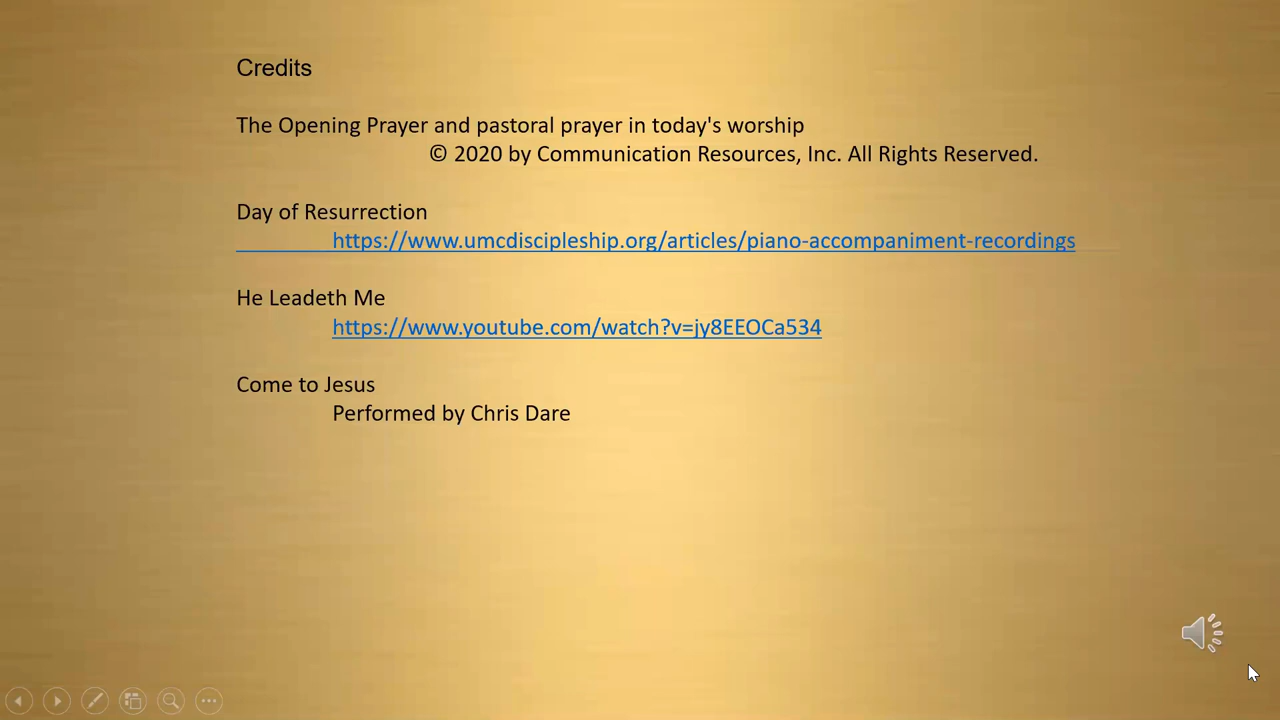 Credits
The Opening Prayer and pastoral prayer in today's worship
© 2020 by Communication Resources, Inc. All Rights Reserved.
Day of Resurrection
https://www.umcdiscipleship.org/articles/piano-accompaniment-recordings
He Leadeth Me
https://www.youtube.com/watch?v=jy8EEOCa534
Come to Jesus
Performed by Chris Dare